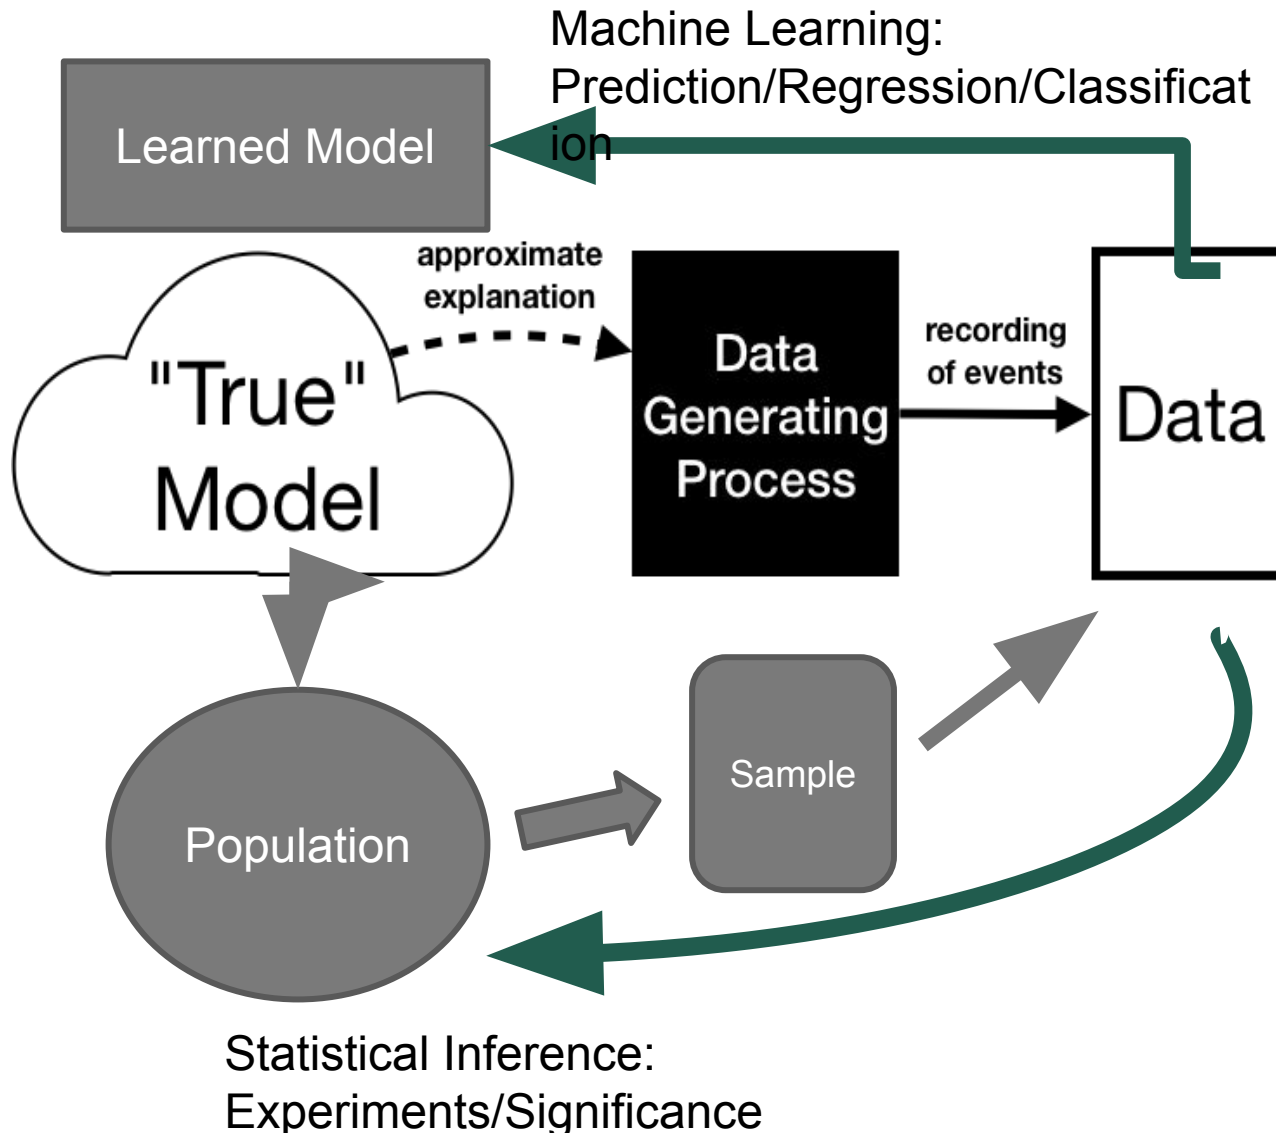 Machine Learning:
Prediction/Regression/Classificat
ion
Learned Model
approximate
explanation
"True"
Model
Data
Generating
Process
recording
of events
Data
Population
Sample
Statistical Inference:
Experiments/Significance